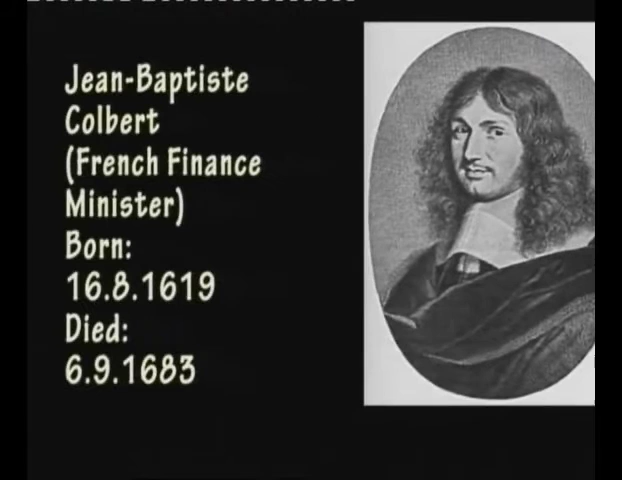 Jean-Baptiste
Colbert
(French Finance
Minister)
Born:
16.8.1619
Died:
6.9.1683